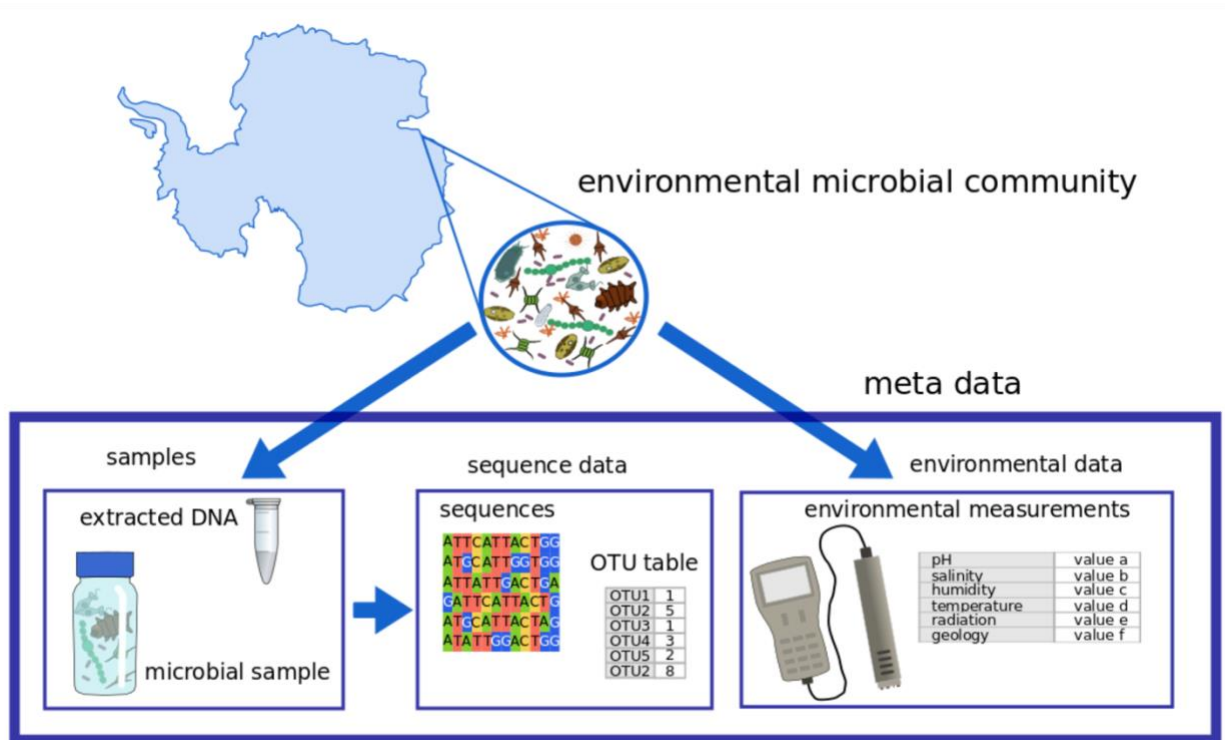 environmental microbial community
meta data
samples
extracted DNA
microbial sample
sequence data
sequences
ATTCATTACTGG
ATGCATTGGTGG
ATTATTGACTGA
GATTCATTACTG
ATGCATTACTAG
ATATTGGACTGG
OTU table
OTU1 1
OTU2 5
OTU3 1
OTU4 3
OTU5 2
OTU2 8
environmental data
environmental measurements
pH value a
salinity value b
humidity value c
temperature value d
radiation value e
geology value f